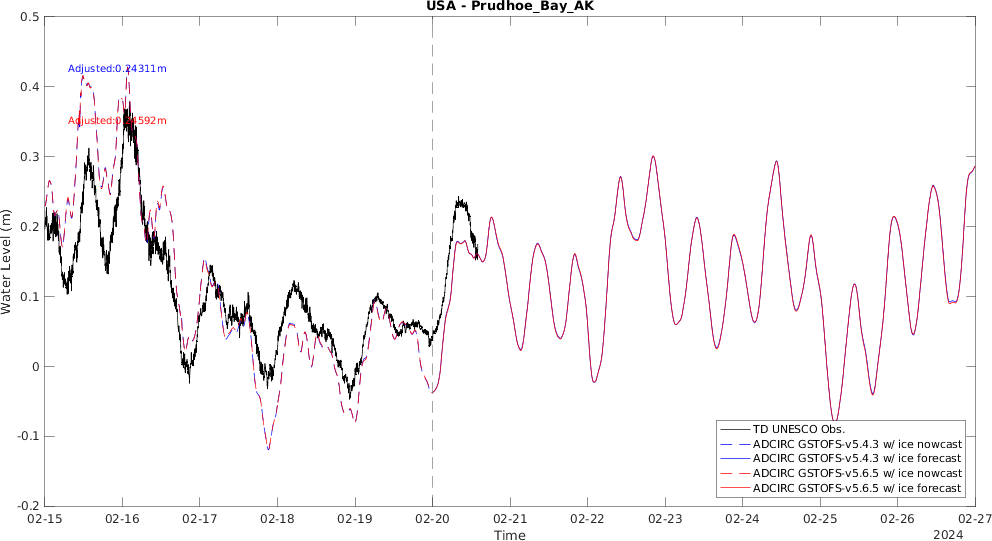 USA - Prudhoe_Bay_AK
0.5
0.4
0.3
0.2
0.1
0
-0.1
-0.2
Water Level (m)
Adjusted:0.24311m
Adjusted:0.24592m
TD UNESCO Obs.
ADCIRC GSTOFS-v5.4.3 w/ ice nowcast
ADCIRC GSTOFS-v5.4.3 w/ ice forecast
ADCIRC GSTOFS-v5.6.5 w/ ice nowcast
ADCIRC GSTOFS-v5.6.5 w/ ice forecast
02-15 02-16 02-17 02-18 02-19 02-20 02-21 02-22 02-23 02-24 02-25 02-26 02-27
Time
2024